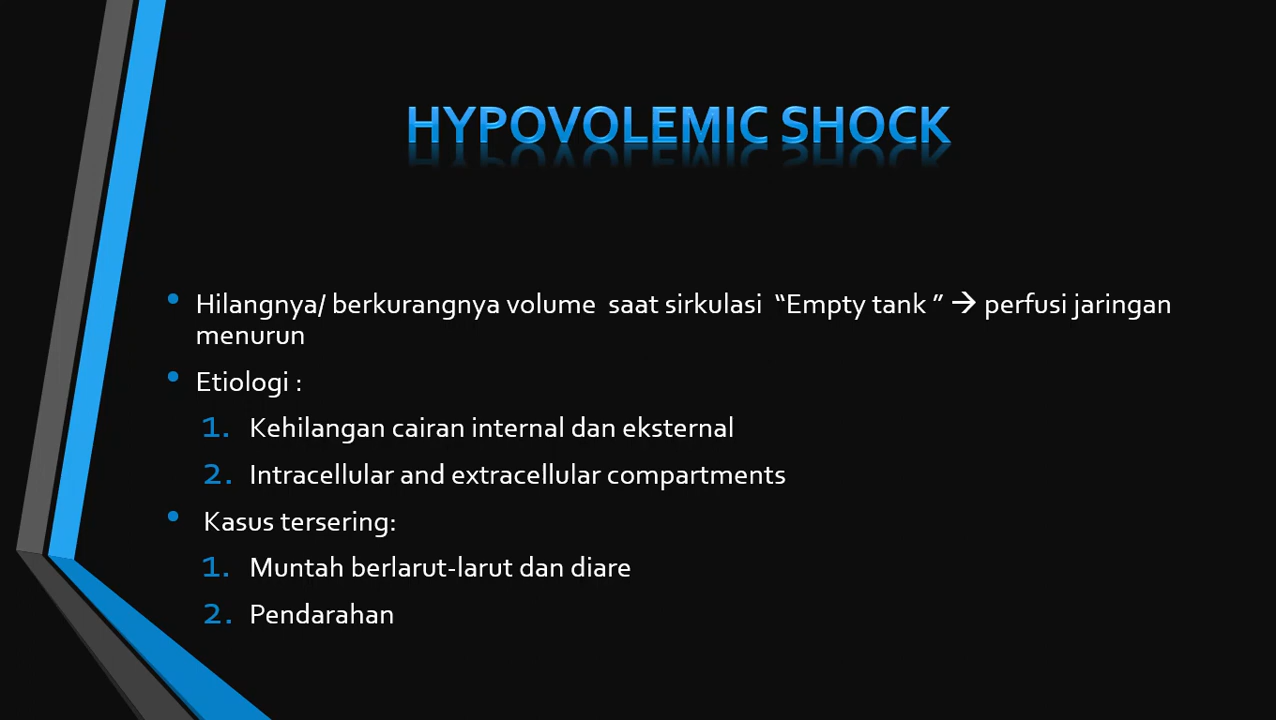 HYPOVOLEMIC SHOCK
• Hilangnya/ berkurangnya volume  saat sirkulasi  “Empty tank ” → perfusi jaringan
menurun
• Etiologi :
1. Kehilangan cairan internal dan eksternal
2. Intracellular and extracellular compartments
• Kasus tersering:
1. Muntah berlarut-larut dan diare
2. Pendarahan